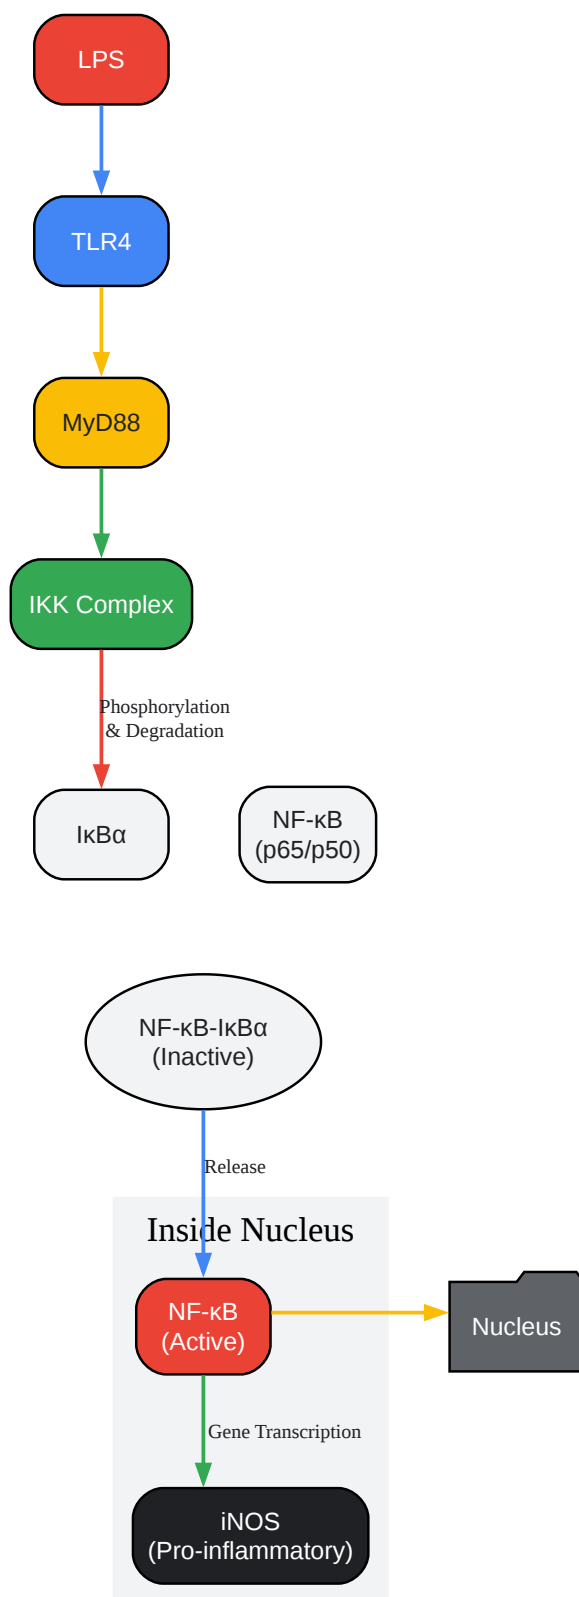 LPS
TLR4
MyD88
IKK Complex
Phosphorylation
& Degradation
IκBα
NF-κB
(p65/p50)
NF-κB-IκBα
(Inactive)
Release
Inside Nucleus
NF-κB
(Active)
Nucleus
Gene Transcription
iNOS
(Pro-inflammatory)